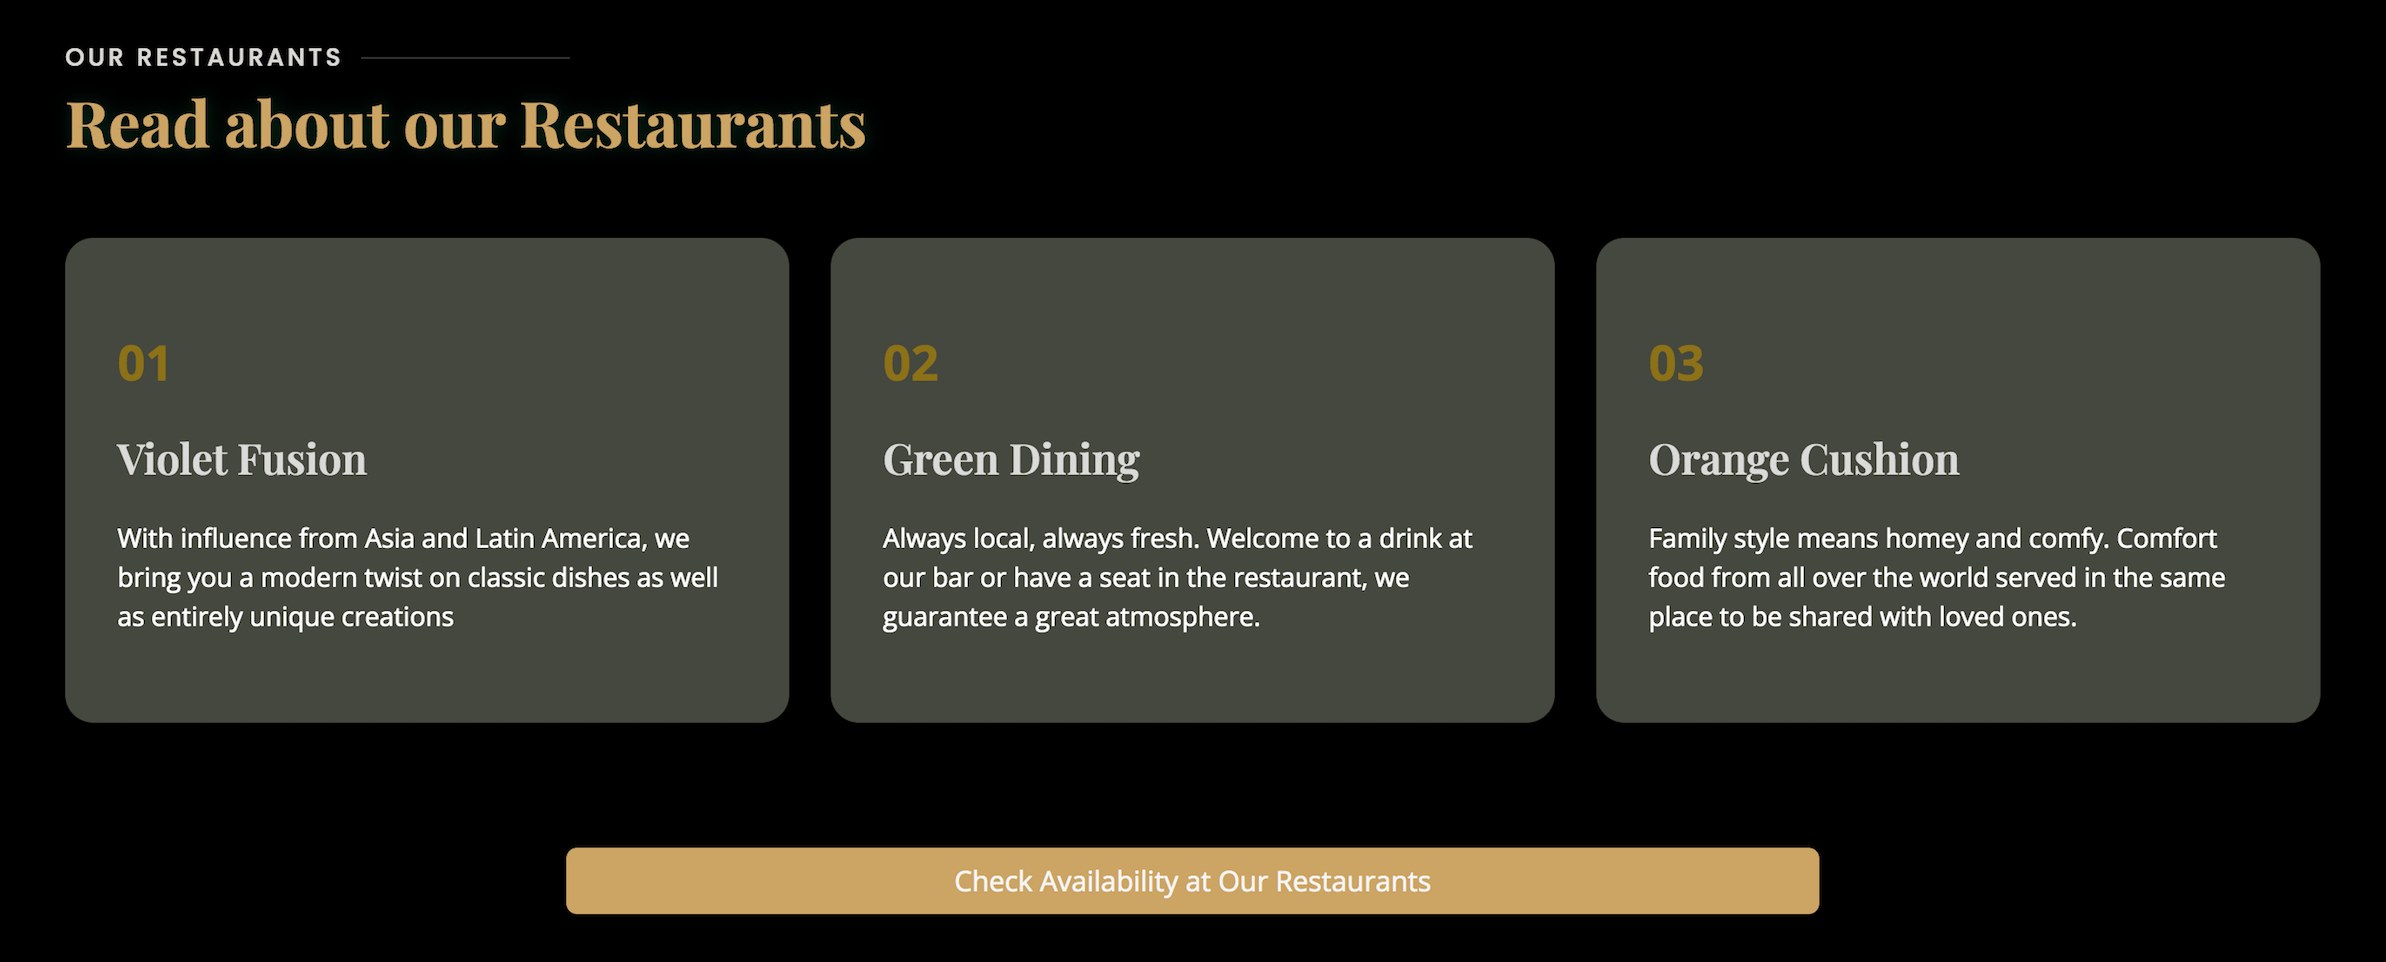 OUR RESTAURANTS
Read about our Restaurants
01
Violet Fusion
With influence from Asia and Latin America, we
bring you a modern twist on classic dishes as well
as entirely unique creations
02
Green Dining
Always local, always fresh. Welcome to a drink at
our bar or have a seat in the restaurant, we
guarantee a great atmosphere.
03
Orange Cushion
Family style means homey and comfy. Comfort
food from all over the world served in the same
place to be shared with loved ones.
Check Availability at Our Restaurants